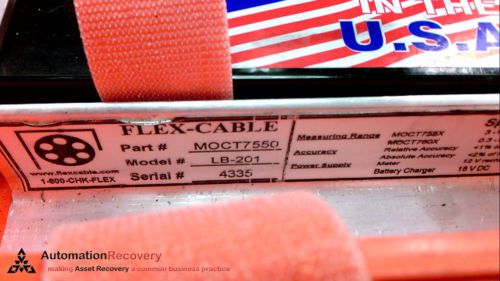 IN THE
U.S.A
FLEX-CABLE
Part # MOCT7550
Model # LB-201
Serial # 4335
www.flexcable.com
1-800-CHK-FLEX
Measuring Range MOCT755X
MOCT760X
Accuracy Relative Accuracy
Absolute Accuracy
Power Supply Meter 12 V
Battery Charger 18 VDC
AutomationRecovery
making Asset Recovery a common business practice